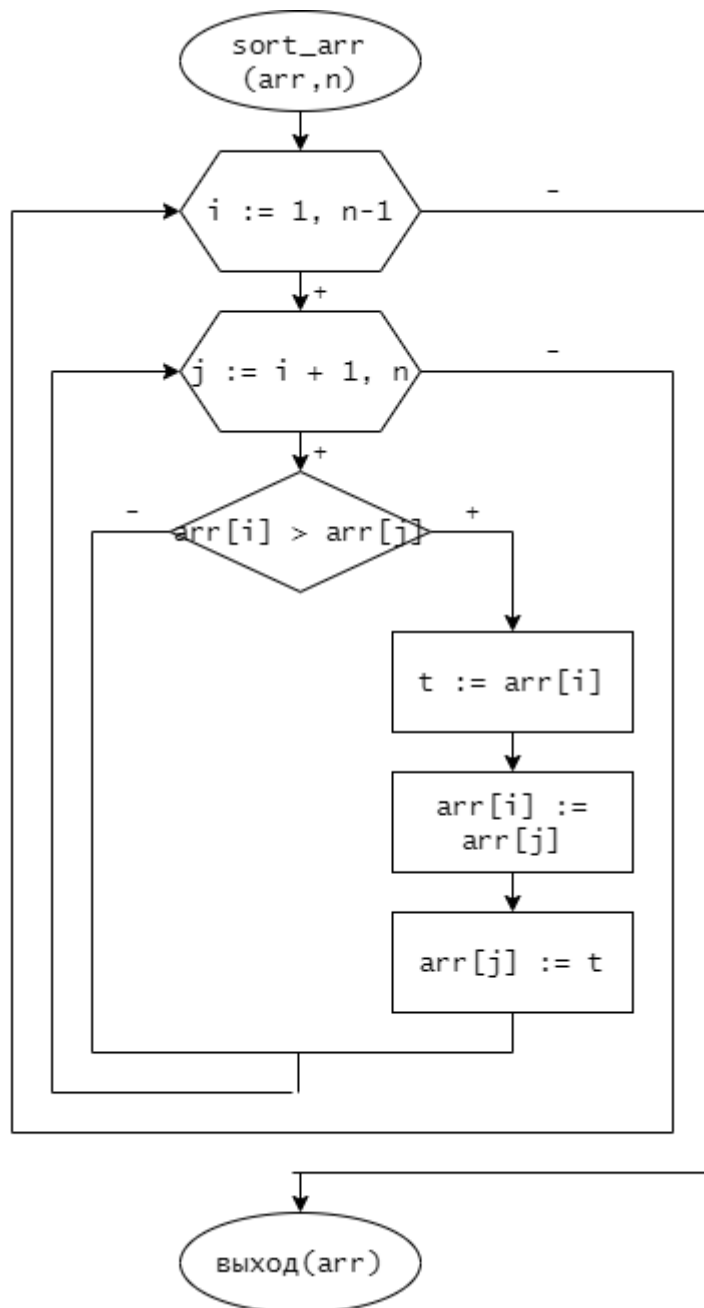 sort_arr
(arr,n)
i := 1, n-1
-
+
j := i + 1, n
-
+
-
arr[i] > arr[j]
+
t := arr[i]
arr[i] :=
arr[j]
arr[j] := t
выход(arr)